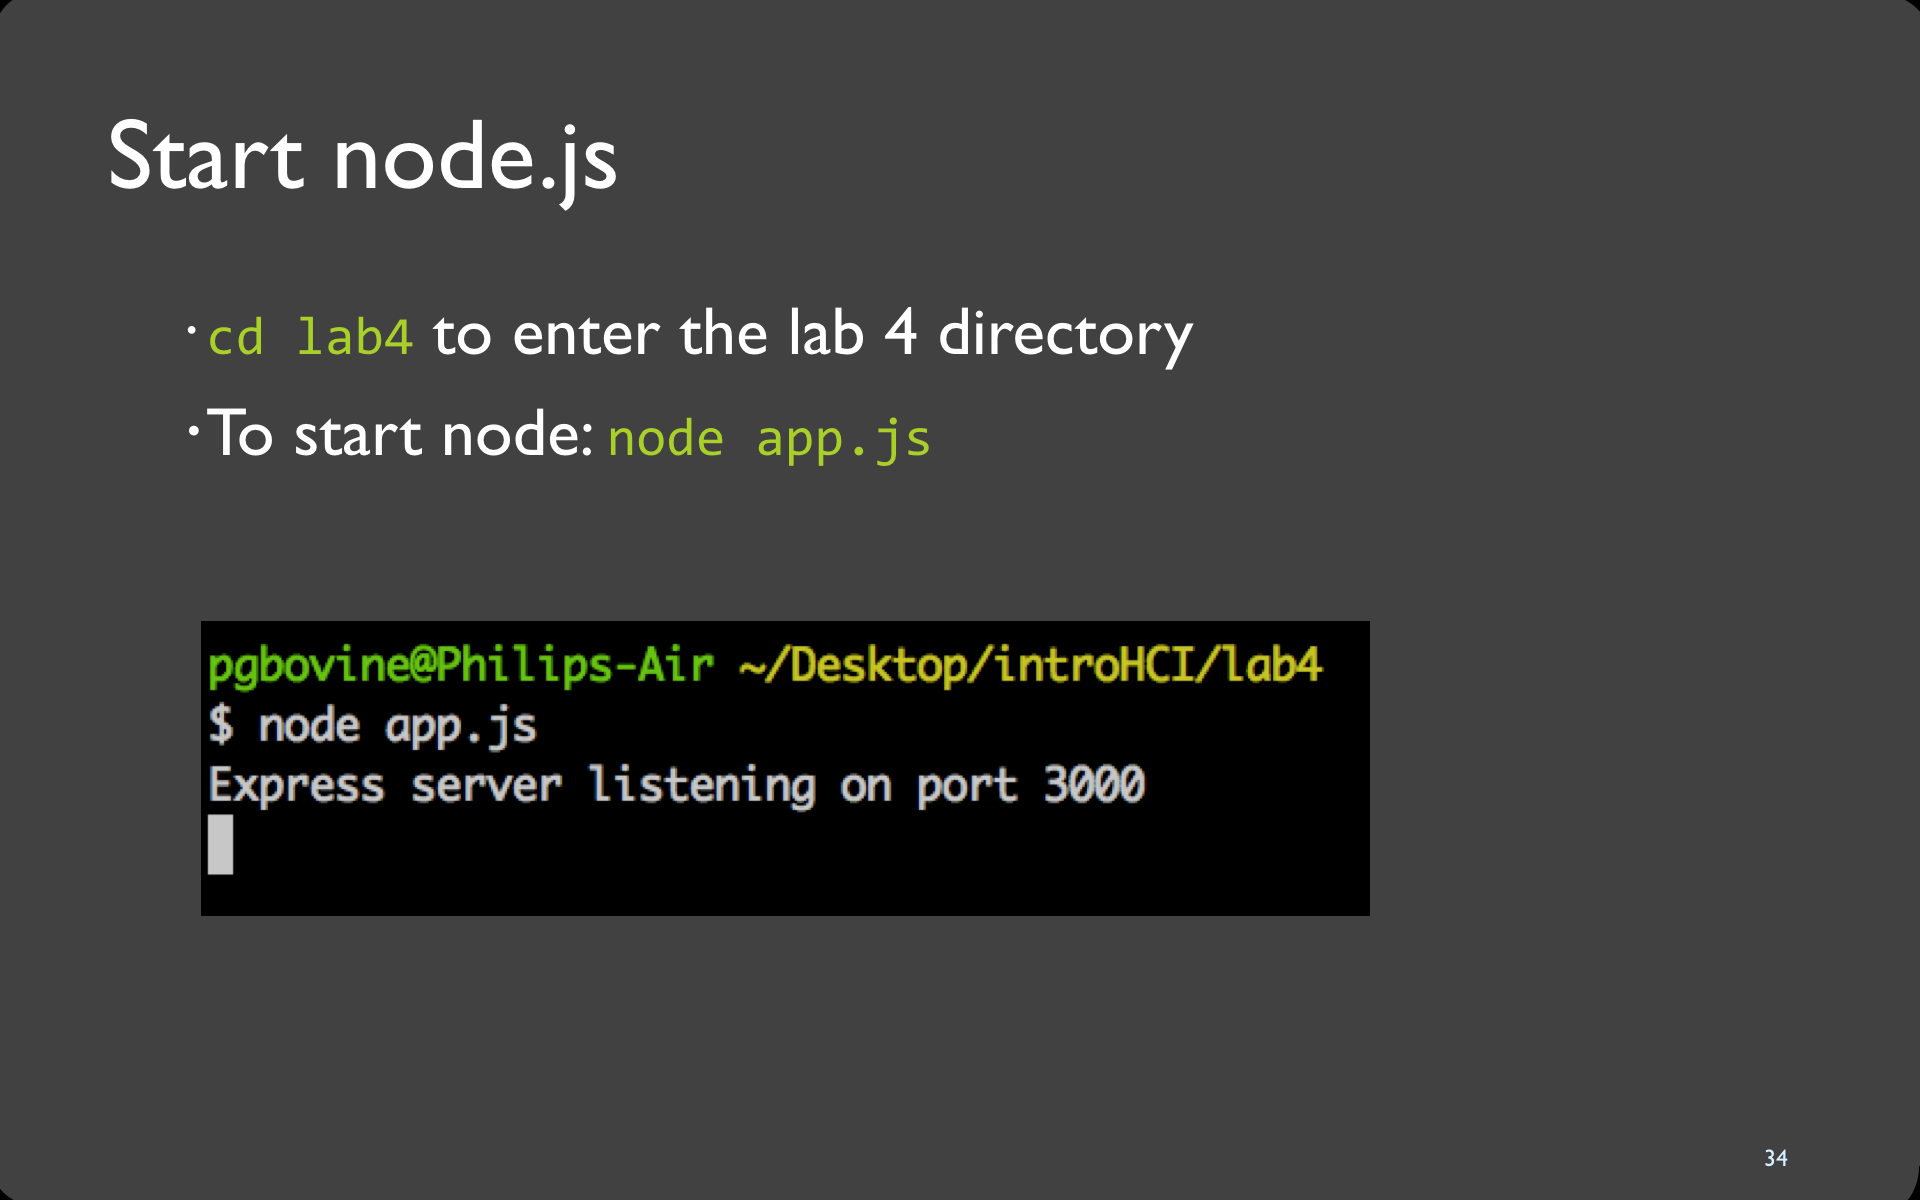 Start node.js
· cd lab4 to enter the lab 4 directory
· To start node: node app.js
pgbovine@Philips-Air ~/Desktop/introHCI/lab4
$ node app.js
Express server listening on port 3000
34